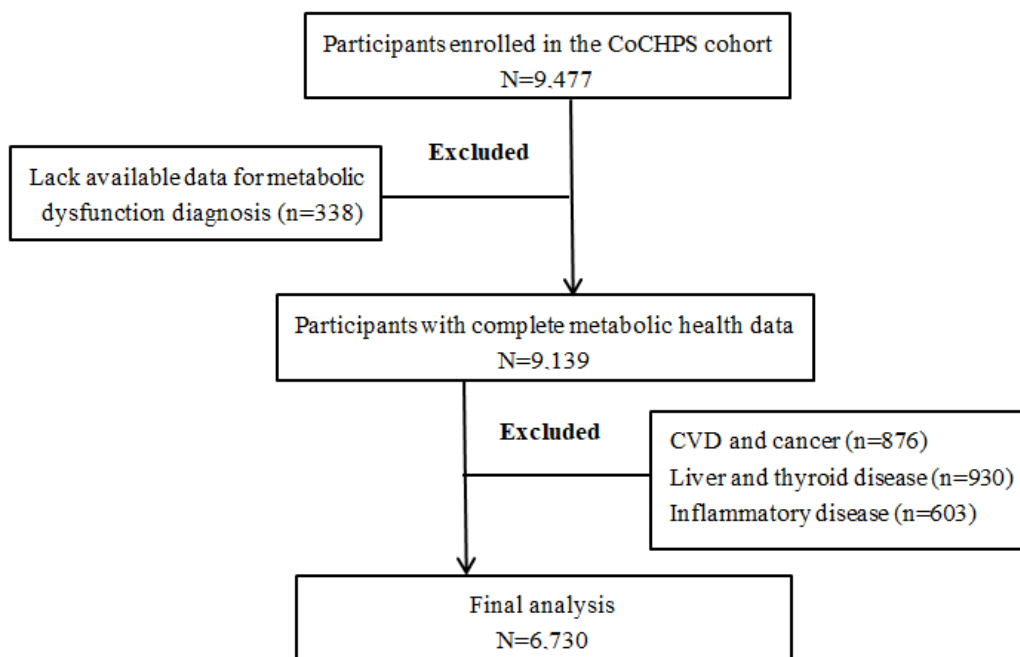 Participants enrolled in the CoCHPS cohort
N=9,477
Excluded
Lack available data for metabolic
dysfunction diagnosis (n=338)
Participants with complete metabolic health data
N=9,139
Excluded
CVD and cancer (n=876)
Liver and thyroid disease (n=930)
Inflammatory disease (n=603)
Final analysis
N=6,730